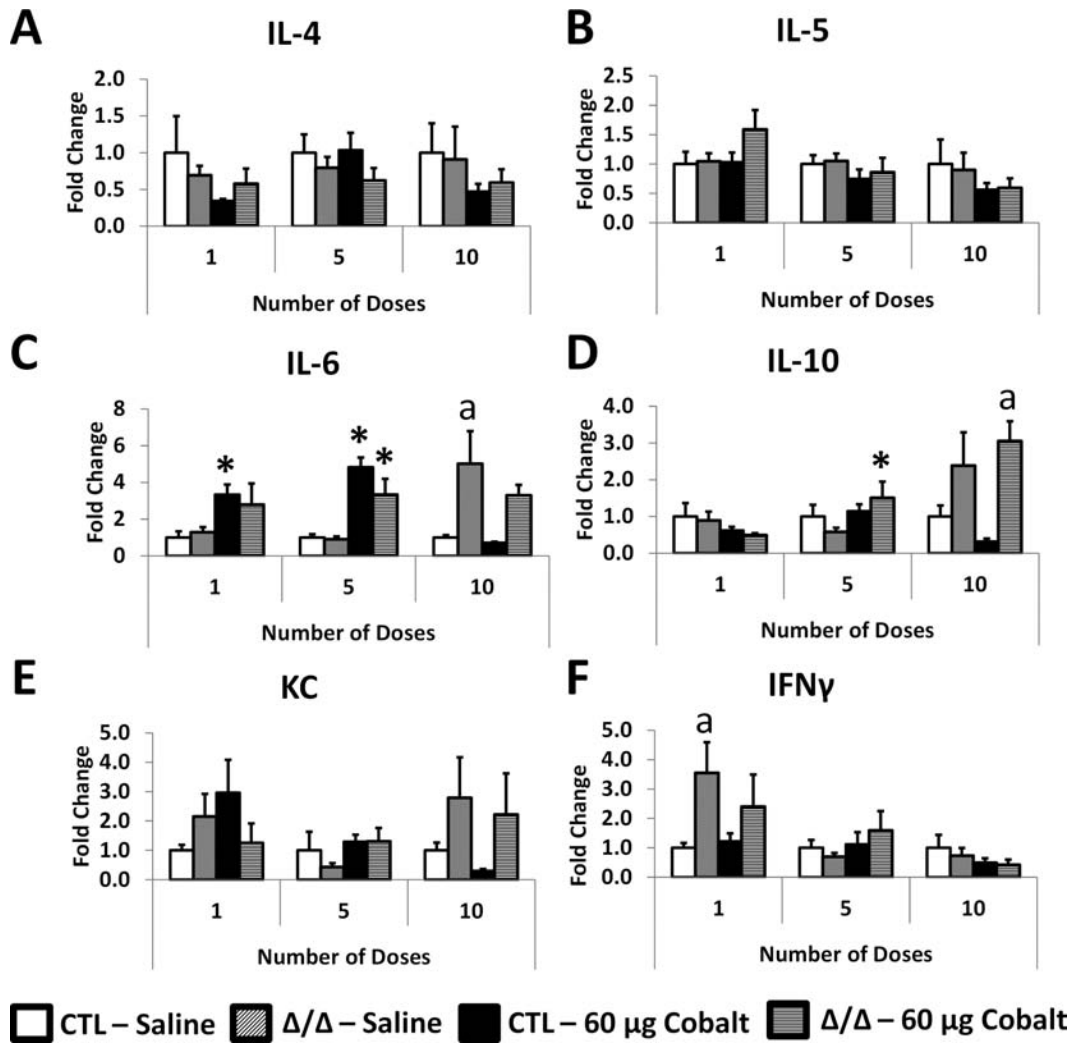 A
IL-4
Fold Change
2.0
1.5
1.0
0.5
0.0
1 5 10
Number of Doses
B
IL-5
Fold Change
2.5
2.0
1.5
1.0
0.5
0.0
1 5 10
Number of Doses
C
IL-6
Fold Change
8
6
4
2
0
* * * a
1 5 10
Number of Doses
D
IL-10
Fold Change
4.0
3.0
2.0
1.0
0.0
* a
1 5 10
Number of Doses
E
KC
Fold Change
5.0
4.0
3.0
2.0
1.0
0.0
1 5 10
Number of Doses
F
IFNγ
Fold Change
5.0
4.0
3.0
2.0
1.0
0.0
a
1 5 10
Number of Doses
CTL – Saline Δ/Δ – Saline CTL – 60 μg Cobalt Δ/Δ – 60 μg Cobalt